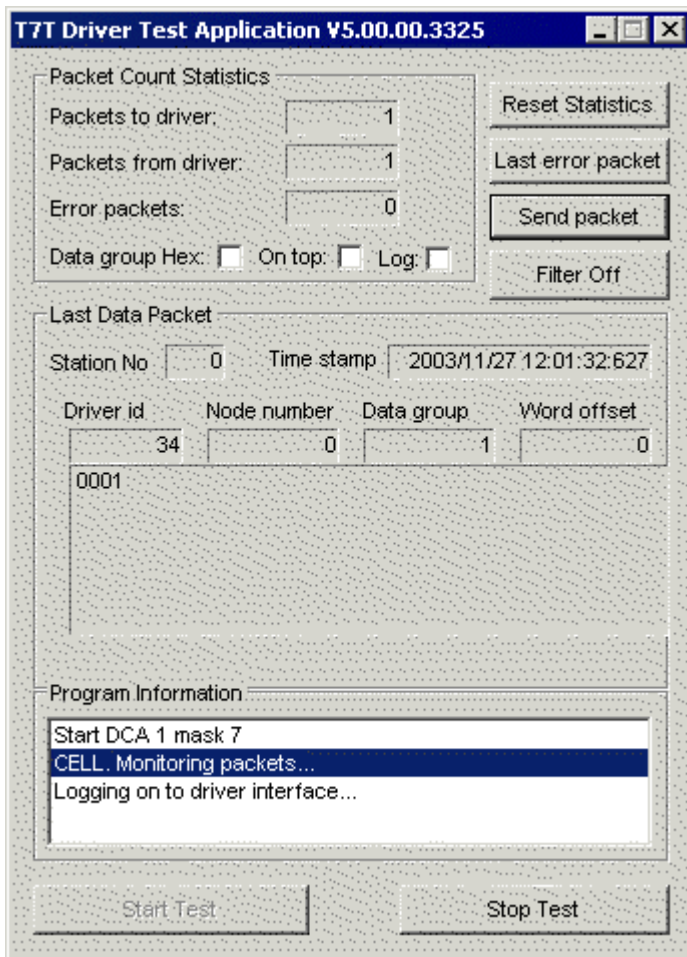 T7T Driver Test Application V5.00.00.3325
Packet Count Statistics
Packets to driver: 1
Packets from driver: 1
Error packets: 0
Data group Hex: On top: Log:
Reset Statistics
Last error packet
Send packet
Filter Off
Last Data Packet
Station No 0 Time stamp 2003/11/27 12:01:32:627
Driver id Node number Data group Word offset
34 0 1 0
0001
Program Information
Start DCA 1 mask 7
CELL. Monitoring packets...
Logging on to driver interface...
Start Test Stop Test